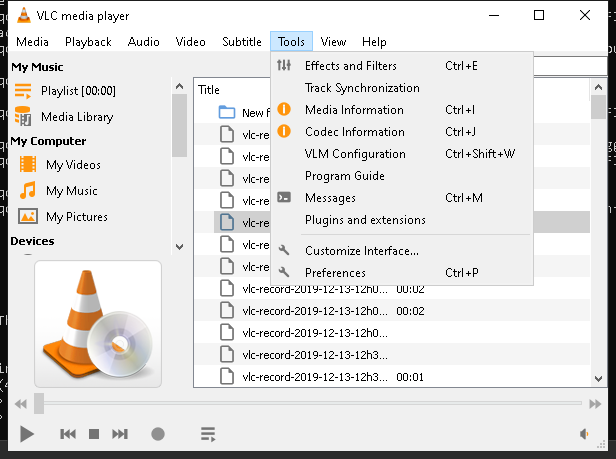 VLC media player
Media Playback Audio Video Subtitle Tools View Help
My Music
Playlist [00:00]
Media Library
My Computer
My Videos
My Music
My Pictures
Devices
Title
New f
vlc-re
vlc-re
vlc-re
vlc-re
vlc-re
vlc-re
vlc-re
vlc-record-2019-12-13-12h0... 00:02
vlc-record-2019-12-13-12h0... 00:02
vlc-record-2019-12-13-12h0...
vlc-record-2019-12-13-12h3...
vlc-record-2019-12-13-12h3... 00:01
Effects and Filters Ctrl+E
Track Synchronization
Media Information Ctrl+I
Codec Information Ctrl+J
VLM Configuration Ctrl+Shift+W
Program Guide
Messages Ctrl+M
Plugins and extensions
Customize Interface...
Preferences Ctrl+P